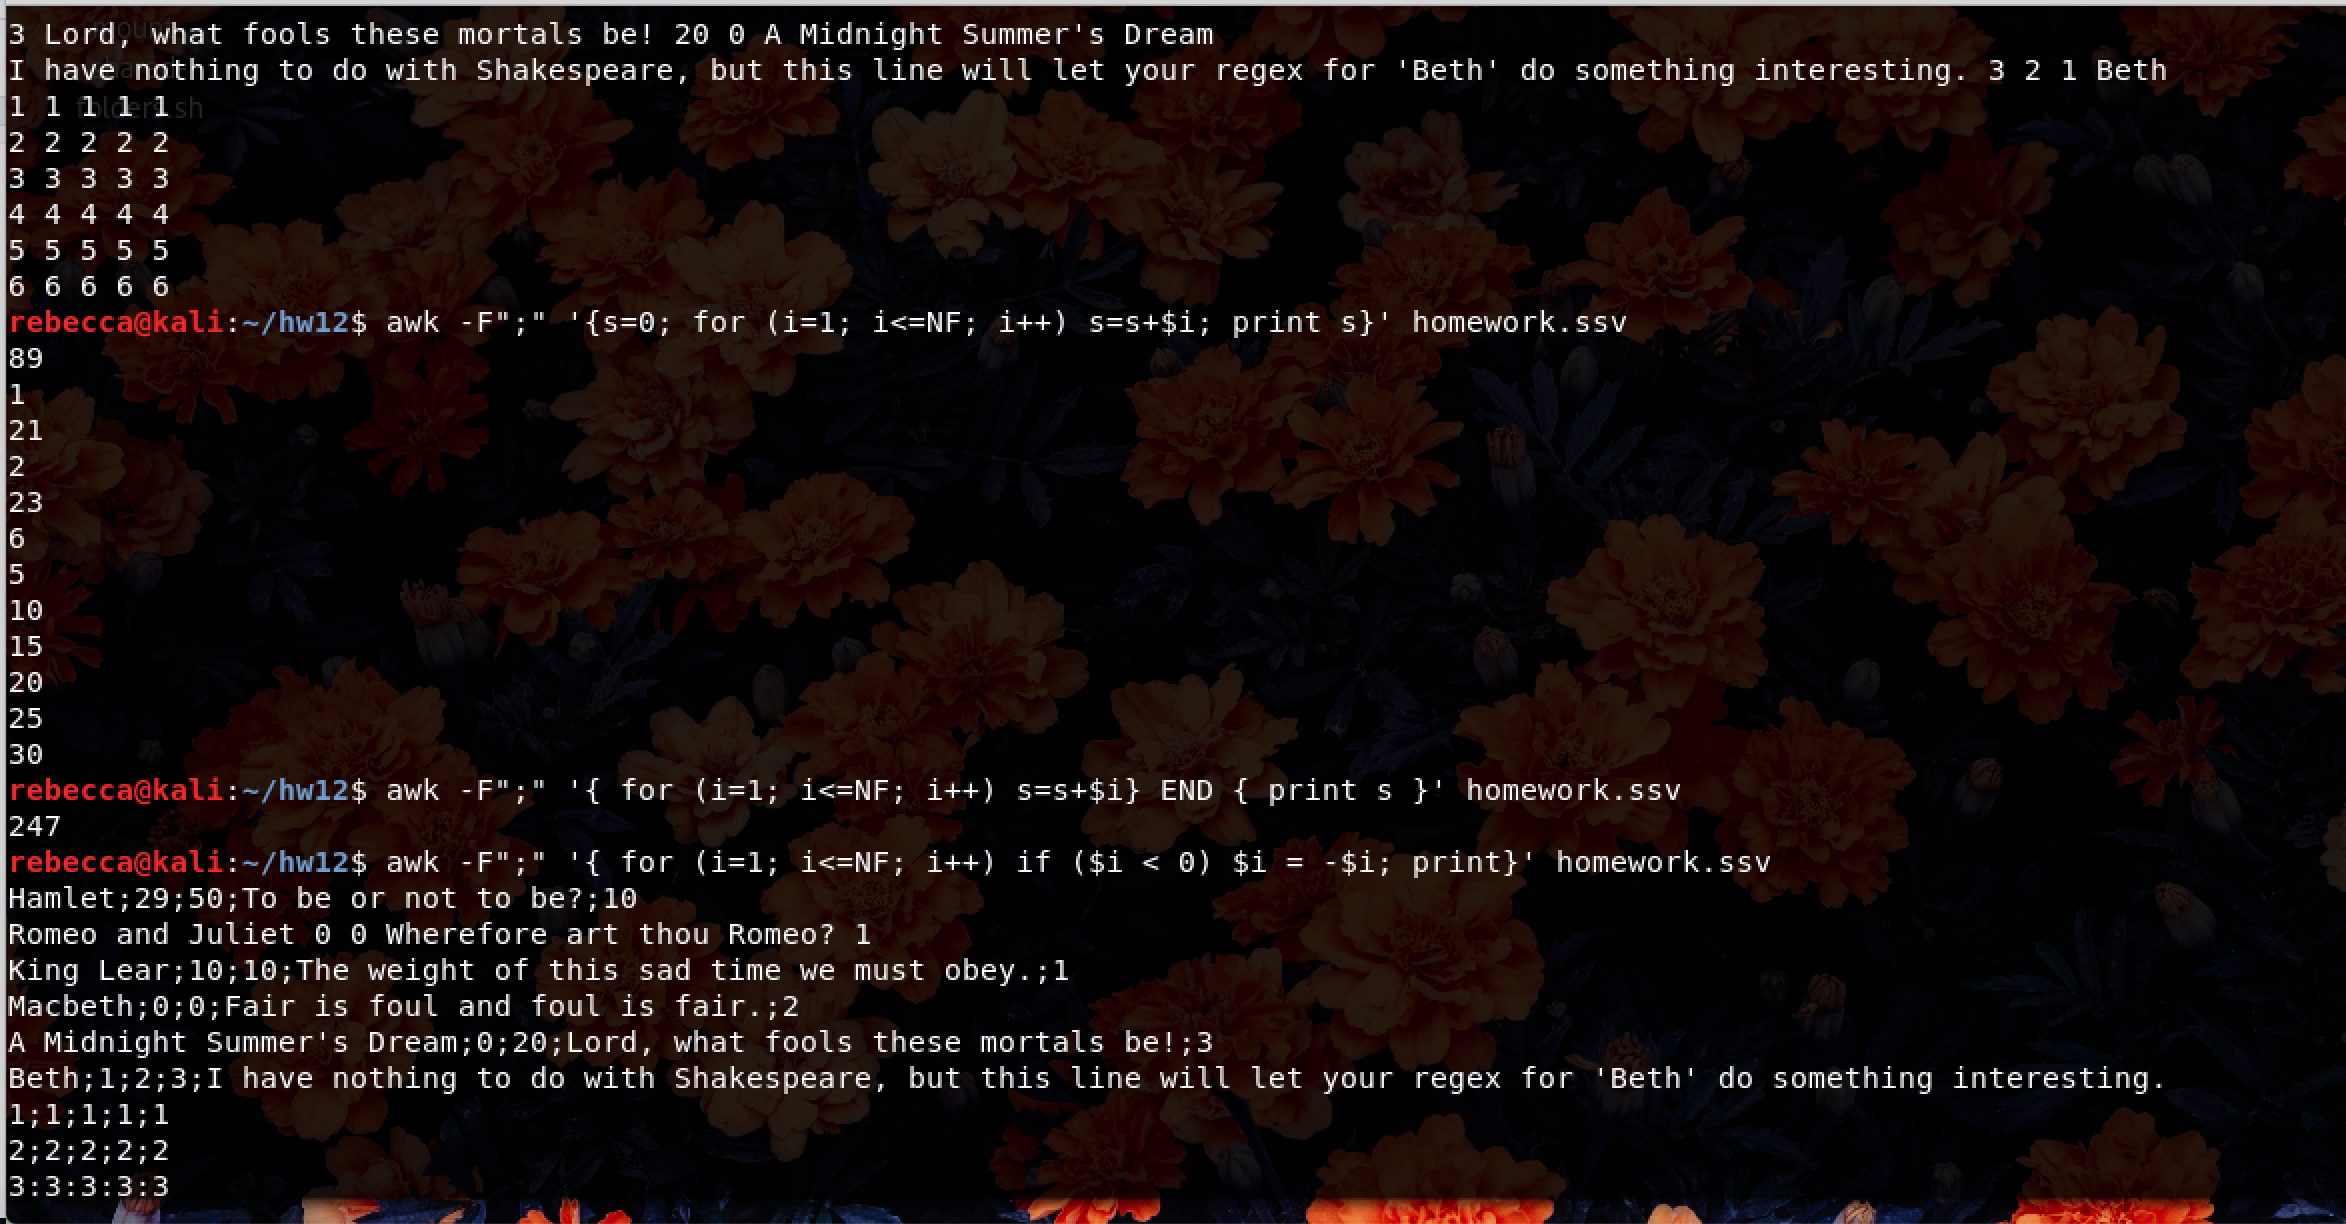 3 Lord, what fools these mortals be! 20 0 A Midnight Summer's Dream
I have nothing to do with Shakespeare, but this line will let your regex for 'Beth' do something interesting. 3 2 1 Beth
1 1 1 1 1
folders.sh
2 2 2 2 2
3 3 3 3 3
4 4 4 4 4
5 5 5 5 5
6 6 6 6 6
rebecca@kali:~/hw12$ awk -F";" '{s=0; for (i=1; i<=NF; i++) s=s+$i; print s}' homework.ssv
89
1
21
2
23
6
5
10
15
20
25
30
rebecca@kali:~/hw12$ awk -F";" '{ for (i=1; i<=NF; i++) s=s+$i} END { print s }' homework.ssv
247
rebecca@kali:~/hw12$ awk -F";" '{ for (i=1; i<=NF; i++) if ($i < 0) $i = -$i; print}' homework.ssv
Hamlet;29;50;To be or not to be?;10
Romeo and Juliet 0 0 Wherefore art thou Romeo? 1
King Lear;10;10;The weight of this sad time we must obey.;1
Macbeth;0;0;Fair is foul and foul is fair.;2
A Midnight Summer's Dream;0;20;Lord, what fools these mortals be!;3
Beth;1;2;3;I have nothing to do with Shakespeare, but this line will let your regex for 'Beth' do something interesting.
1;1;1;1;1
2;2;2;2;2
3:3:3:3:3